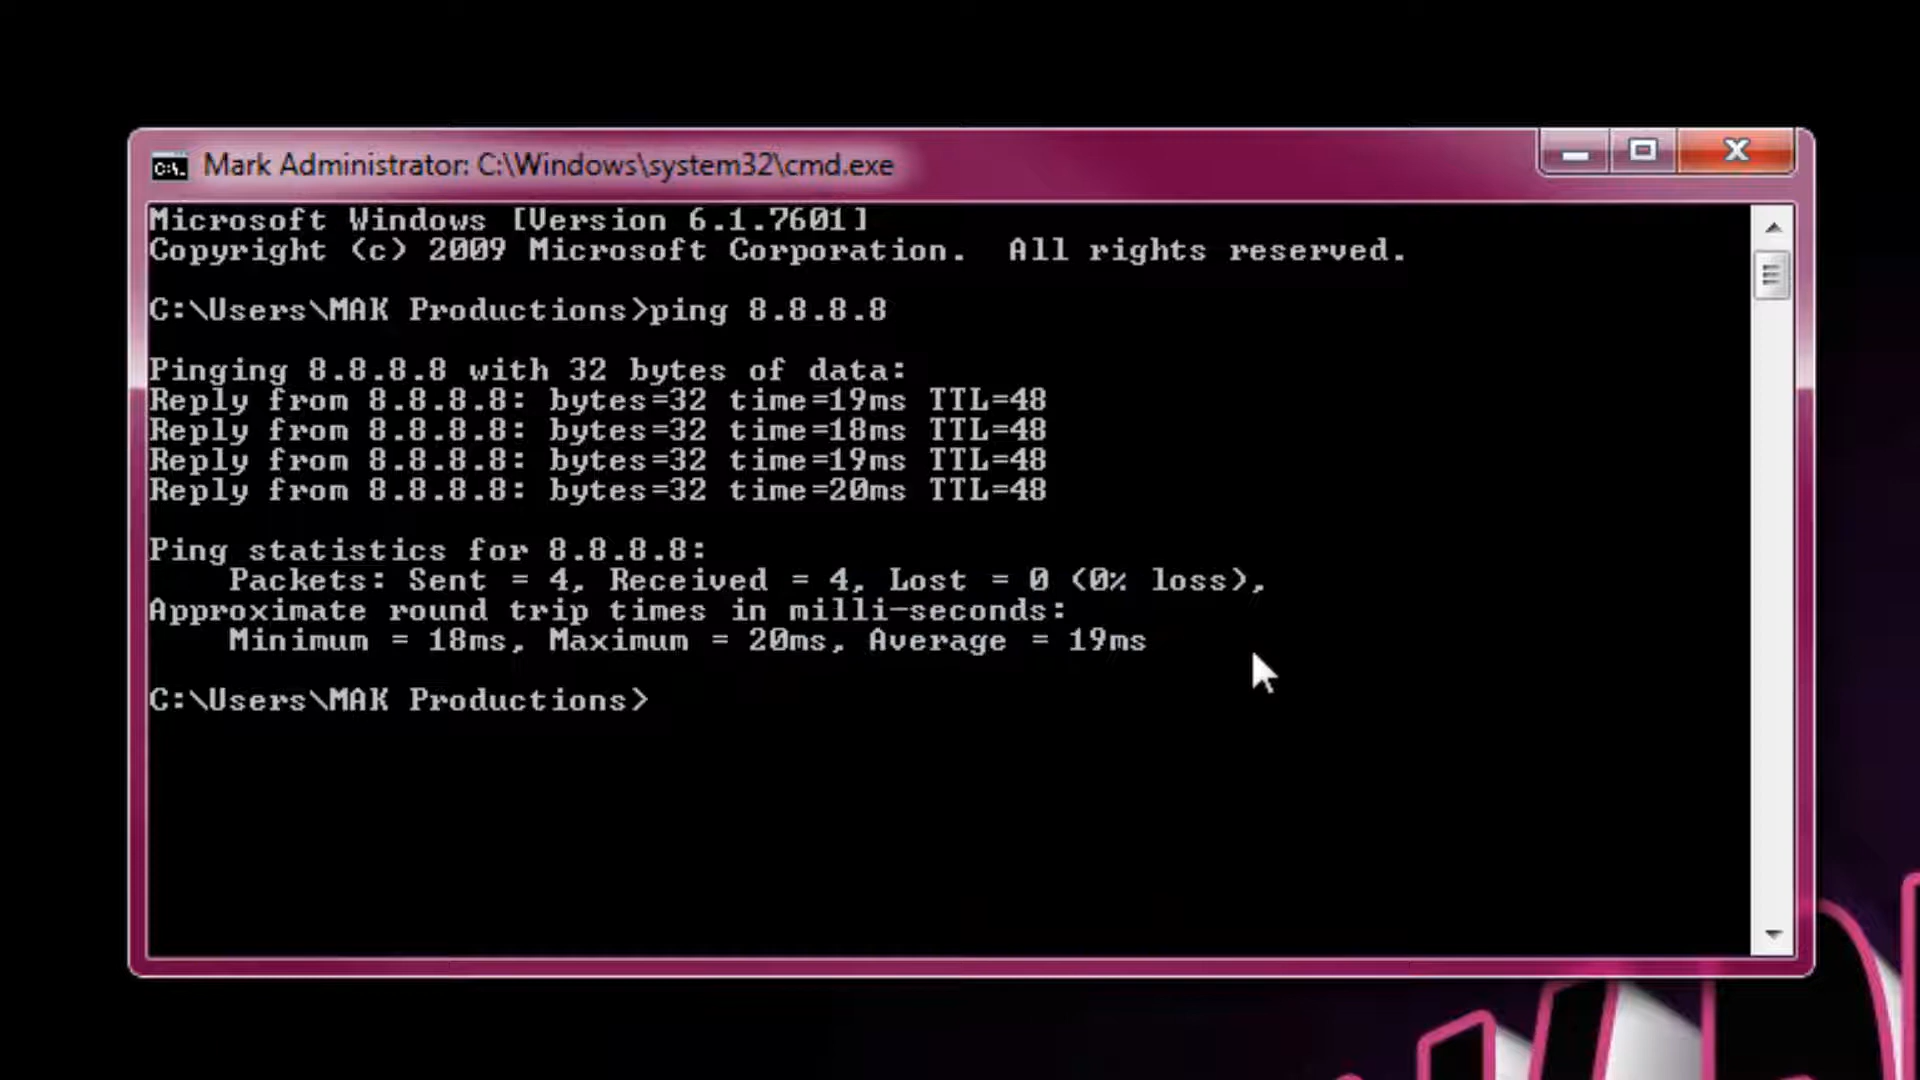 Mark Administrator: C:\Windows\system32\cmd.exe
Microsoft Windows [Version 6.1.7601]
Copyright (c) 2009 Microsoft Corporation.  All rights reserved.
C:\Users\MAK Productions>ping 8.8.8.8
Pinging 8.8.8.8 with 32 bytes of data:
Reply from 8.8.8.8: bytes=32 time=19ms TTL=48
Reply from 8.8.8.8: bytes=32 time=18ms TTL=48
Reply from 8.8.8.8: bytes=32 time=19ms TTL=48
Reply from 8.8.8.8: bytes=32 time=20ms TTL=48
Ping statistics for 8.8.8.8:
    Packets: Sent = 4, Received = 4, Lost = 0 (0% loss),
Approximate round trip times in milli-seconds:
    Minimum = 18ms, Maximum = 20ms, Average = 19ms
C:\Users\MAK Productions>